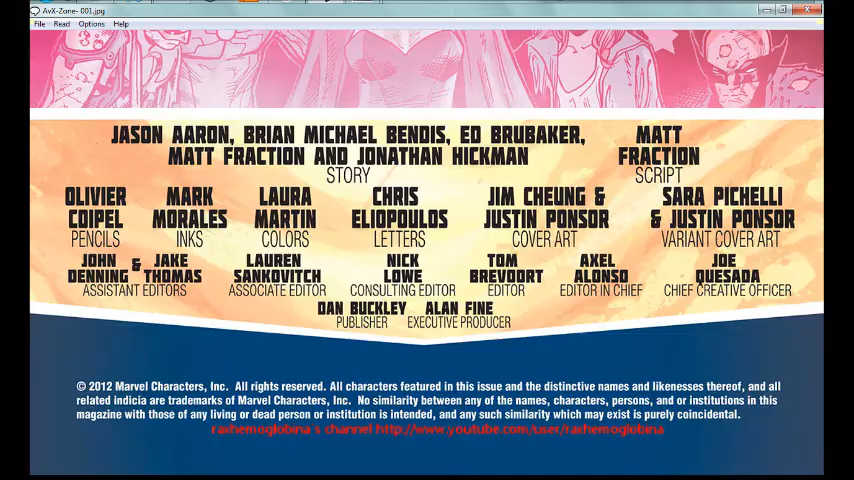 AvX-Zone- 001.jpg
File Read Options Help
JASON AARON, BRIAN MICHAEL BENDIS, ED BRUBAKER,
MATT FRACTION AND JONATHAN HICKMAN
STORY
MATT
FRACTION
SCRIPT
OLIVIER
COIPEL
PENCILS
MARK
MORALES
INKS
LAURA
MARTIN
COLORS
CHRIS
ELIOPOULOS
LETTERS
JIM CHEUNG &
JUSTIN PONSOR
COVER ART
SARA PICHELLI
& JUSTIN PONSOR
VARIANT COVER ART
JOHN
DENNING & JAKE
THOMAS
ASSISTANT EDITORS
LAUREN
SANKOVITCH
ASSOCIATE EDITOR
NICK
LOWE
CONSULTING EDITOR
TOM
BREVOORT
EDITOR
AXEL
ALONSO
EDITOR IN CHIEF
JOE
QUESADA
CHIEF CREATIVE OFFICER
DAN BUCKLEY
PUBLISHER
ALAN FINE
EXECUTIVE PRODUCER
© 2012 Marvel Characters, Inc. All rights reserved. All characters featured in this issue and the distinctive names and likenesses thereof, and all
related indicia are trademarks of Marvel Characters, Inc. No similarity between any of the names, characters, persons, and/or institutions in this
magazine with those of any living or dead person or institution is intended, and any such similarity which may exist is purely coincidental.
raxhemoglobina´s channel http://www.youtube.com/user/raxhemoglobina